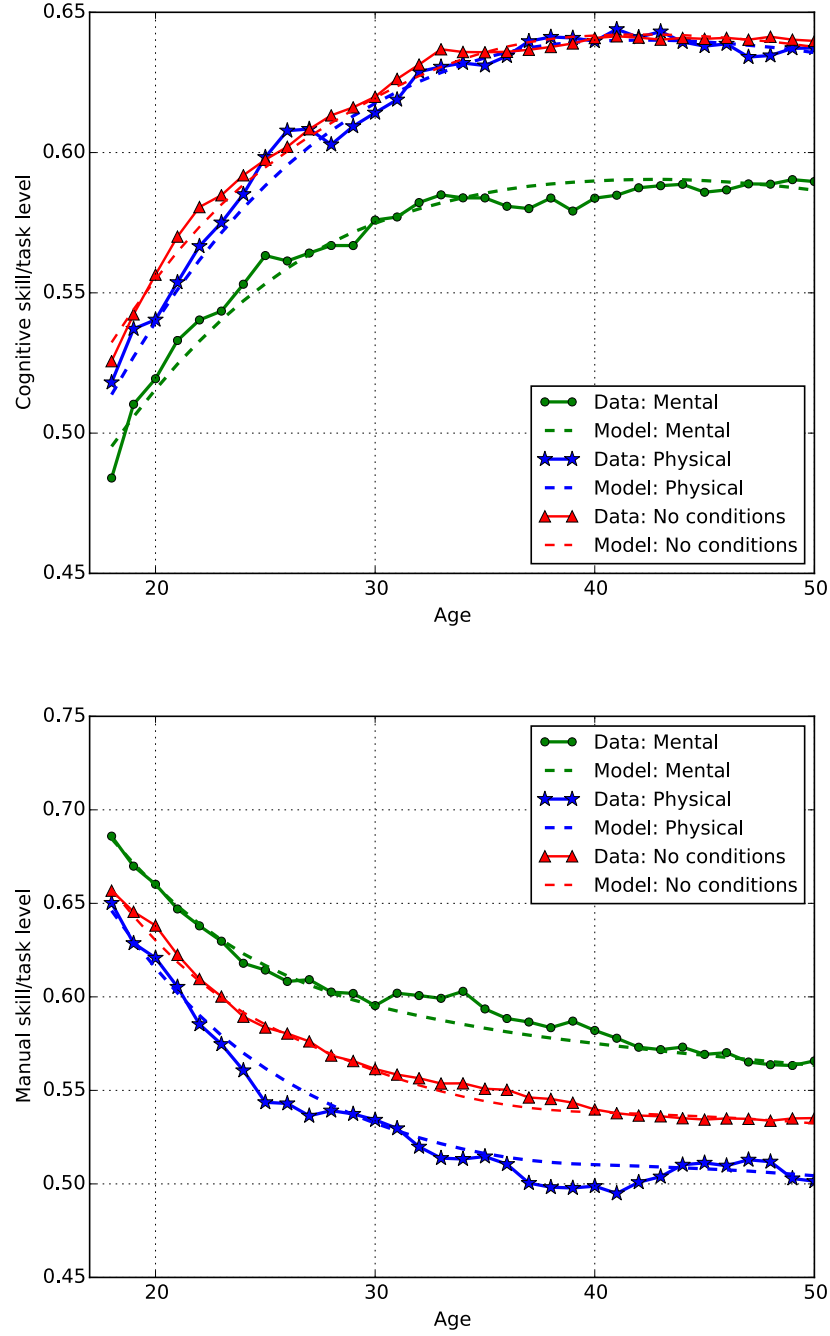 0.65
0.60
0.55
0.50
0.45
Cognitive skill/task level
Data: Mental
Model: Mental
Data: Physical
Model: Physical
Data: No conditions
Model: No conditions
20 30 40 50
Age
0.75
0.70
0.65
0.60
0.55
0.50
0.45
Manual skill/task level
Data: Mental
Model: Mental
Data: Physical
Model: Physical
Data: No conditions
Model: No conditions
20 30 40 50
Age